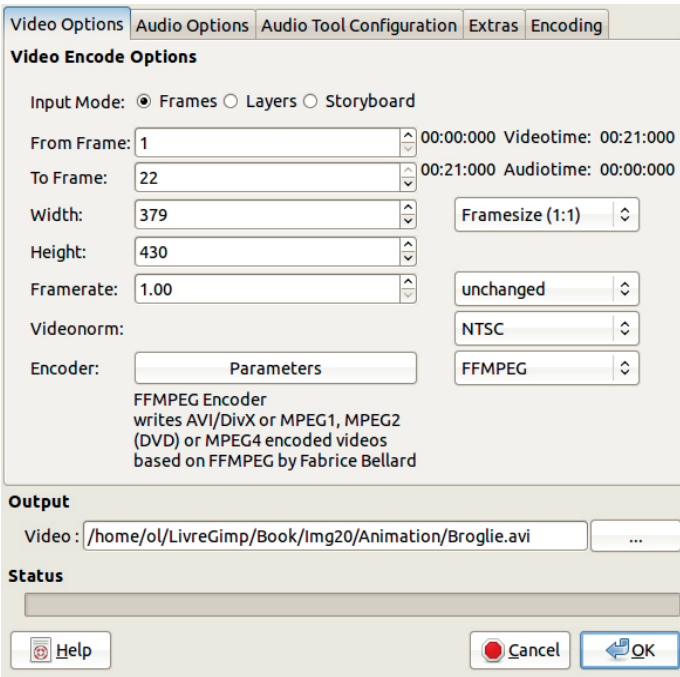 Video Options Audio Options Audio Tool Configuration Extras Encoding
Video Encode Options
Input Mode: Frames Layers Storyboard
From Frame: 1 00:00:000 Videotime: 00:21:000
To Frame: 22 00:21:000 Audiotime: 00:00:000
Width: 379 Framesize (1:1)
Height: 430
Framerate: 1.00 unchanged
Videonorm: NTSC
Encoder: Parameters FFMPEG
FFMPEG Encoder
writes AVI/DivX or MPEG1, MPEG2
(DVD) or MPEG4 encoded videos
based on FFMPEG by Fabrice Bellard
Output
Video : /home/ol/LivreGimp/Book/Img20/Animation/Broglie.avi ...
Status
Help Cancel OK